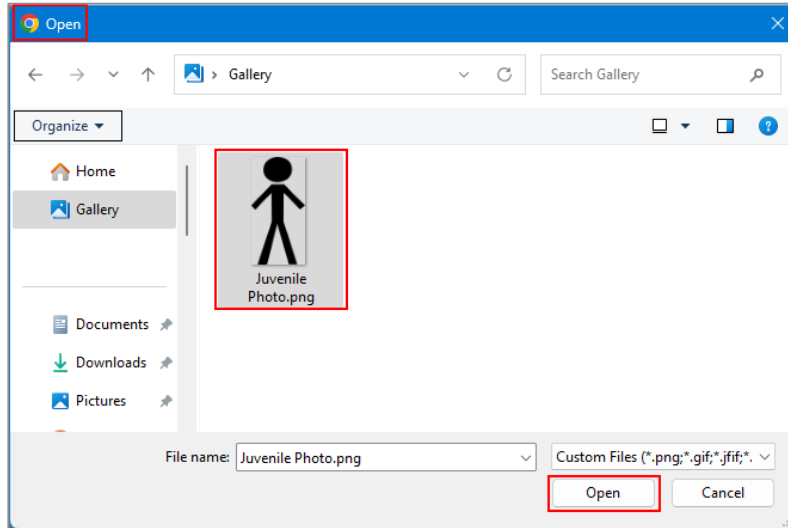 Open
Gallery
Search Gallery
Organize
Home
Gallery
Juvenile
Photo.png
Documents
Downloads
Pictures
File name: Juvenile Photo.png
Custom Files (*.png;*.gif;*.jfif;*.
Open
Cancel